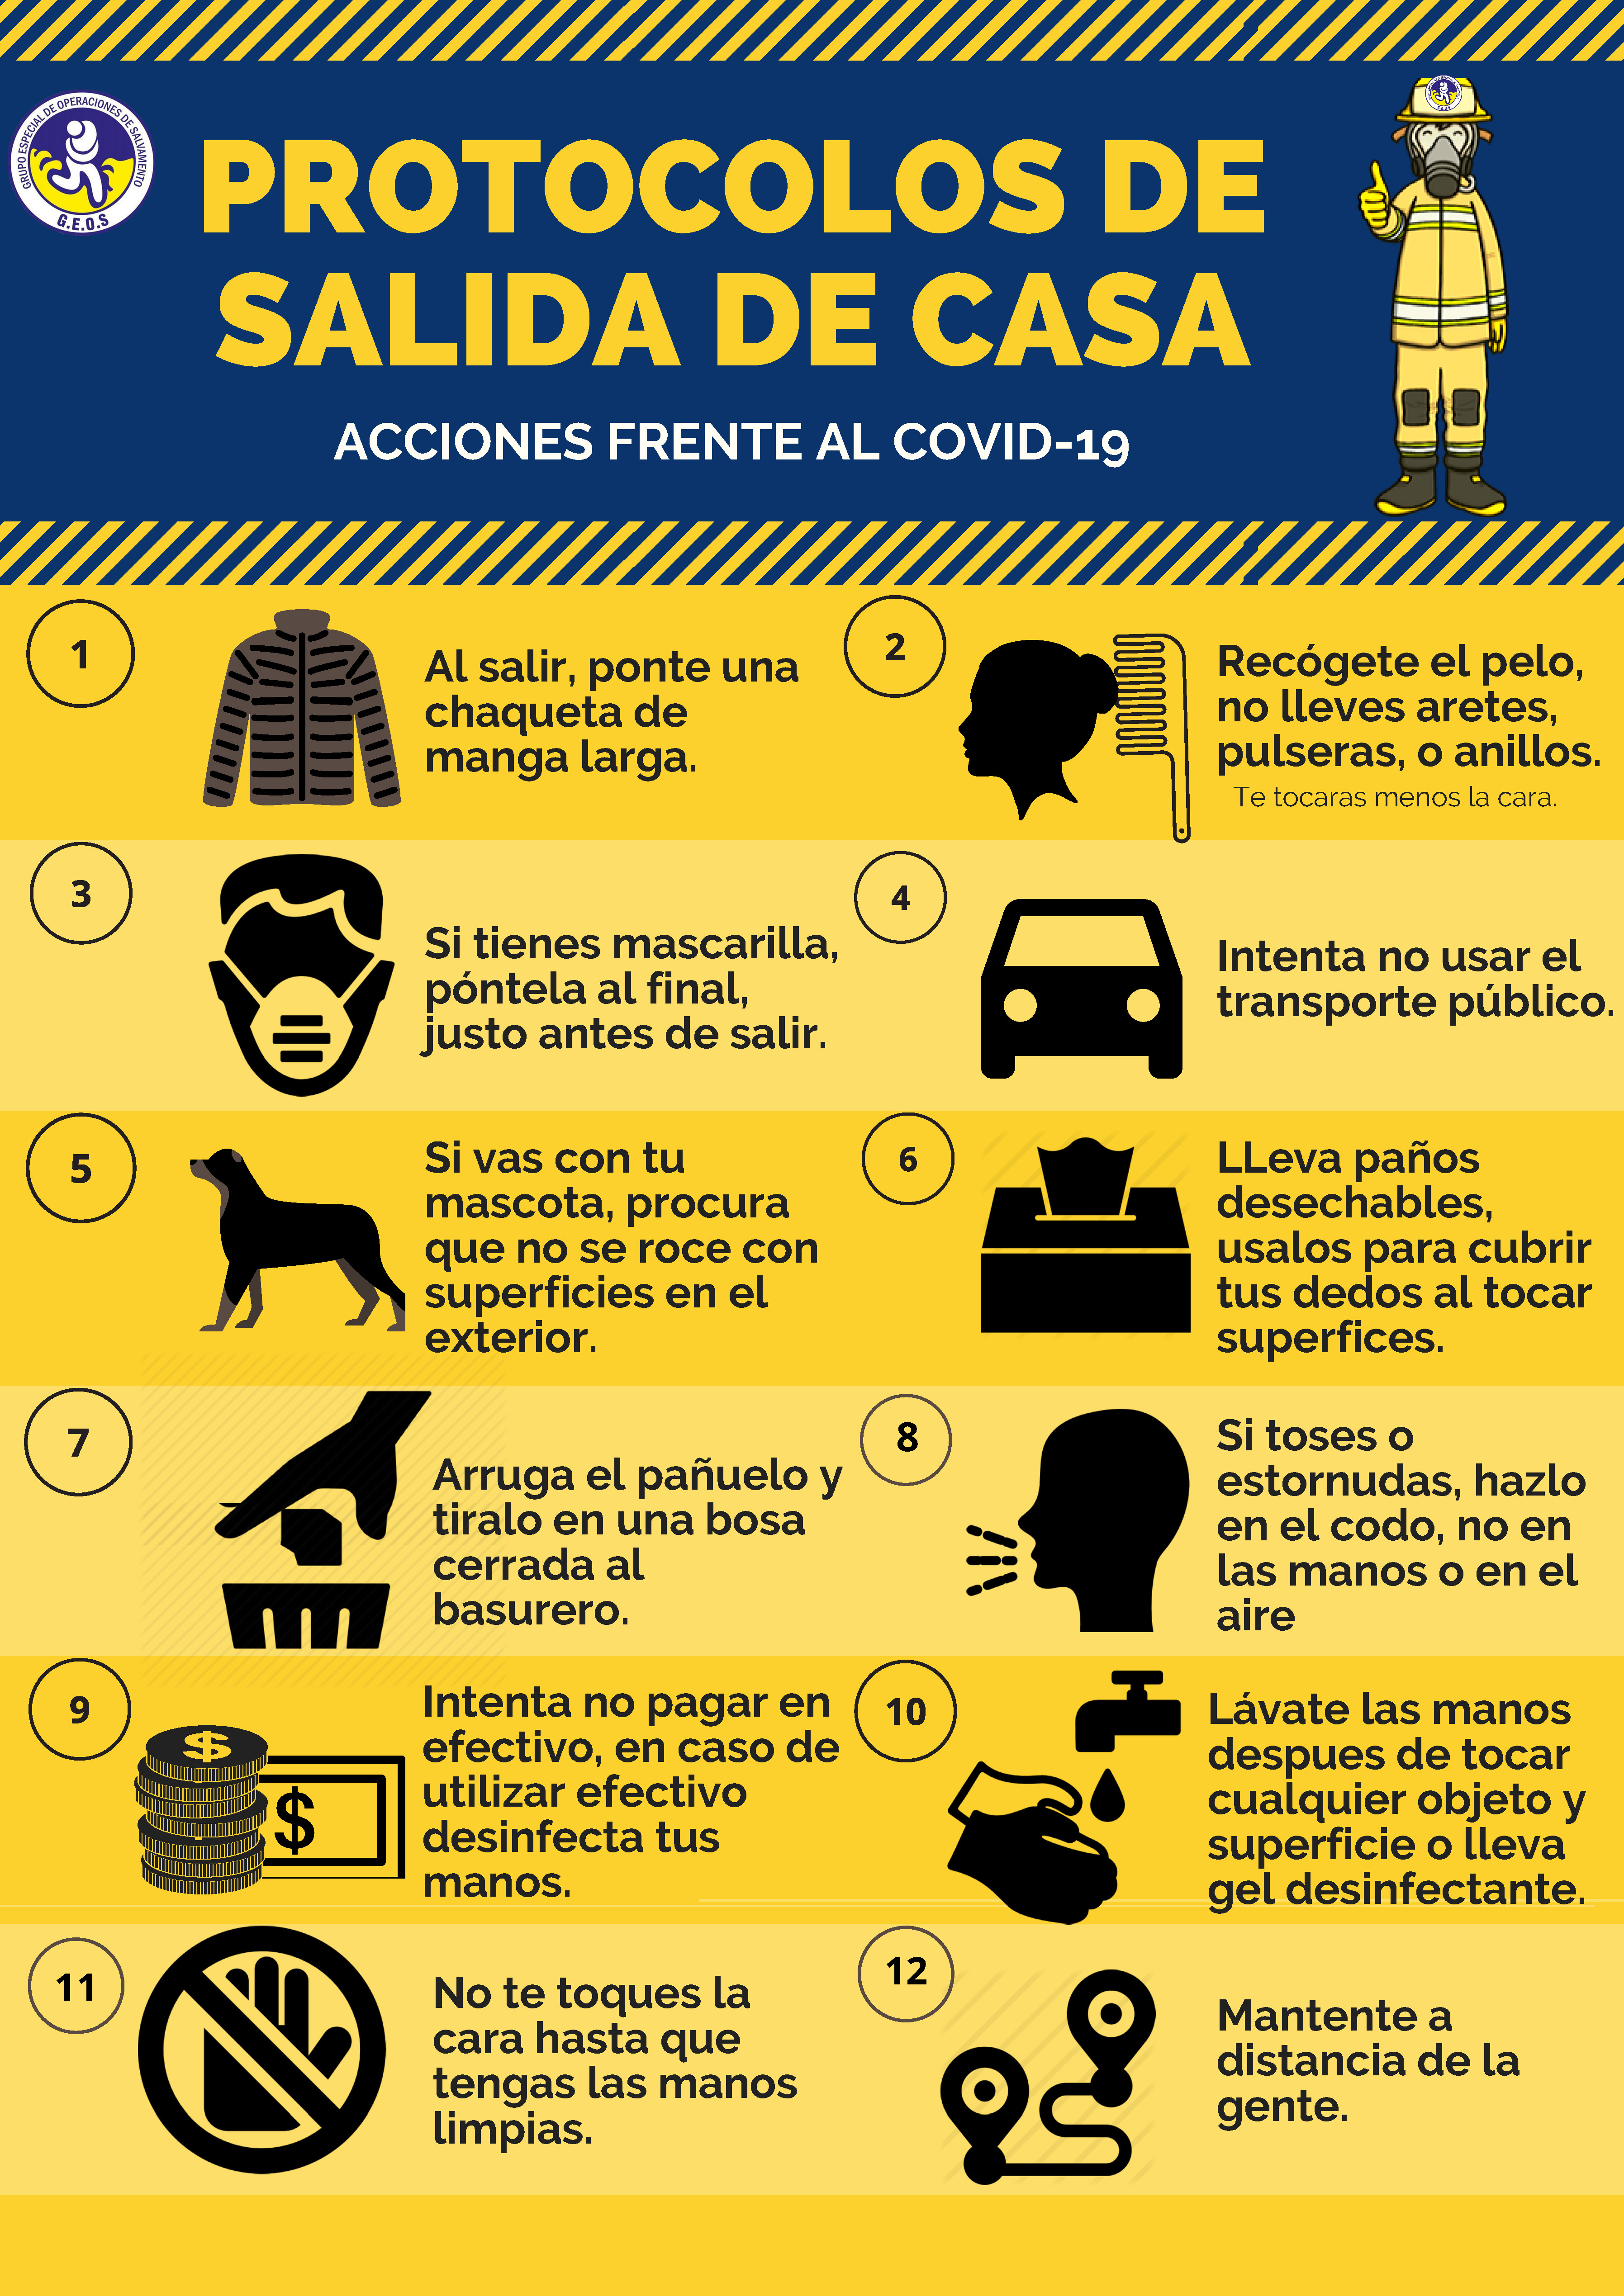 GRUPO ESPECIAL DE OPERACIONES DE SALVAMENTO
G.E.O.S
PROTOCOLOS DE
SALIDA DE CASA
ACCIONES FRENTE AL COVID-19
1
Al salir, ponte una
chaqueta de
manga larga.
2
Recógete el pelo,
no lleves aretes,
pulseras, o anillos.
Te tocaras menos la cara.
3
Si tienes mascarilla,
póntela al final,
justo antes de salir.
4
Intenta no usar el
transporte público.
5
Si vas con tu
mascota, procura
que no se roce con
superficies en el
exterior.
6
LLeva paños
desechables,
usalos para cubrir
tus dedos al tocar
superfices.
7
Arruga el pañuelo y
tiralo en una bosa
cerrada al
basurero.
8
Si toses o
estornudas, hazlo
en el codo, no en
las manos o en el
aire
9
$
$
Intenta no pagar en
efectivo, en caso de
utilizar efectivo
desinfecta tus
manos.
10
Lávate las manos
despues de tocar
cualquier objeto y
superficie o lleva
gel desinfectante.
11
No te toques la
cara hasta que
tengas las manos
limpias.
12
Mantente a
distancia de la
gente.